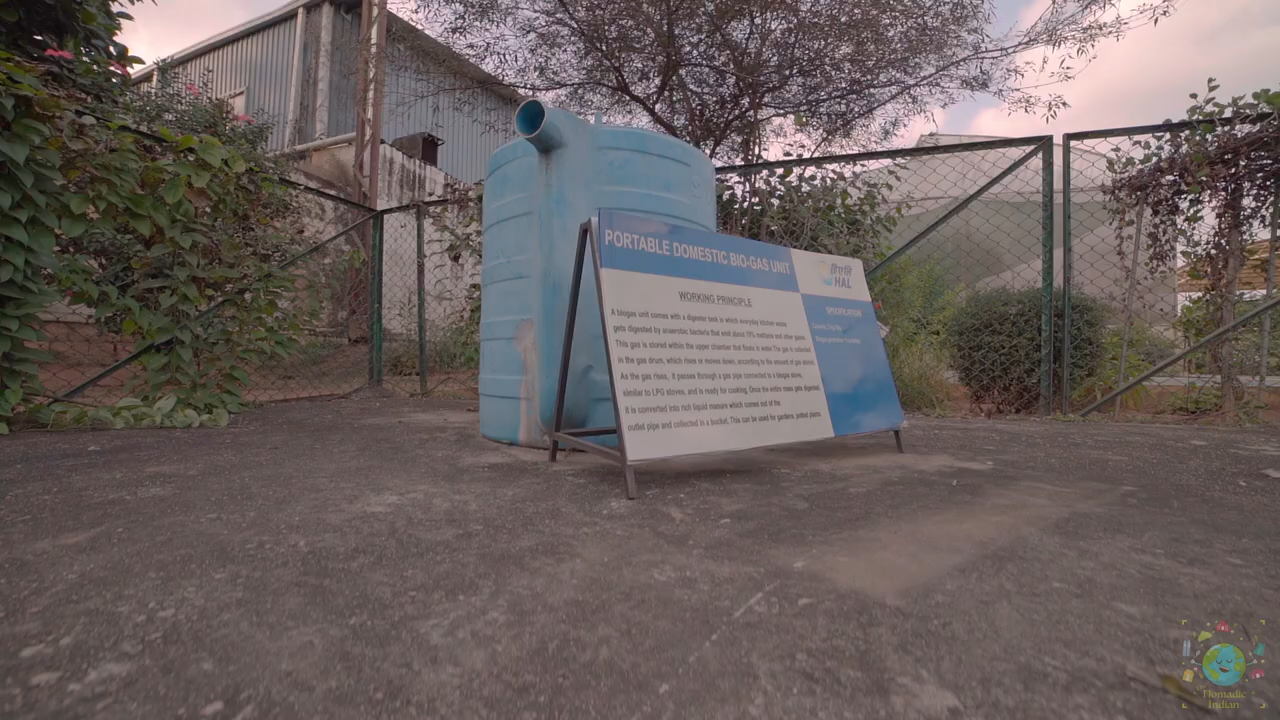 PORTABLE DOMESTIC BIO-GAS UNIT
एचएएल
HAL
WORKING PRINCIPLE
A biogas unit comes with a digester tank in which everyday kitchen waste
gets digested by anaerobic bacteria that emit about 70% methane and other gases.
This gas is stored within the upper chamber that floats in water.The gas is collected
in the gas drum, which rises or moves down, according to the amount of gas stored.
As the gas rises, it passes through a gas pipe connected to a biogas stove,
similar to LPG stoves, and is ready for cooking. Once the entire mass gets digested
it is converted into rich liquid manure which comes out of the
outlet pipe and collected in a bucket. This can be used for gardens, potted plants
SPECIFICATION
Nomadic
Indian